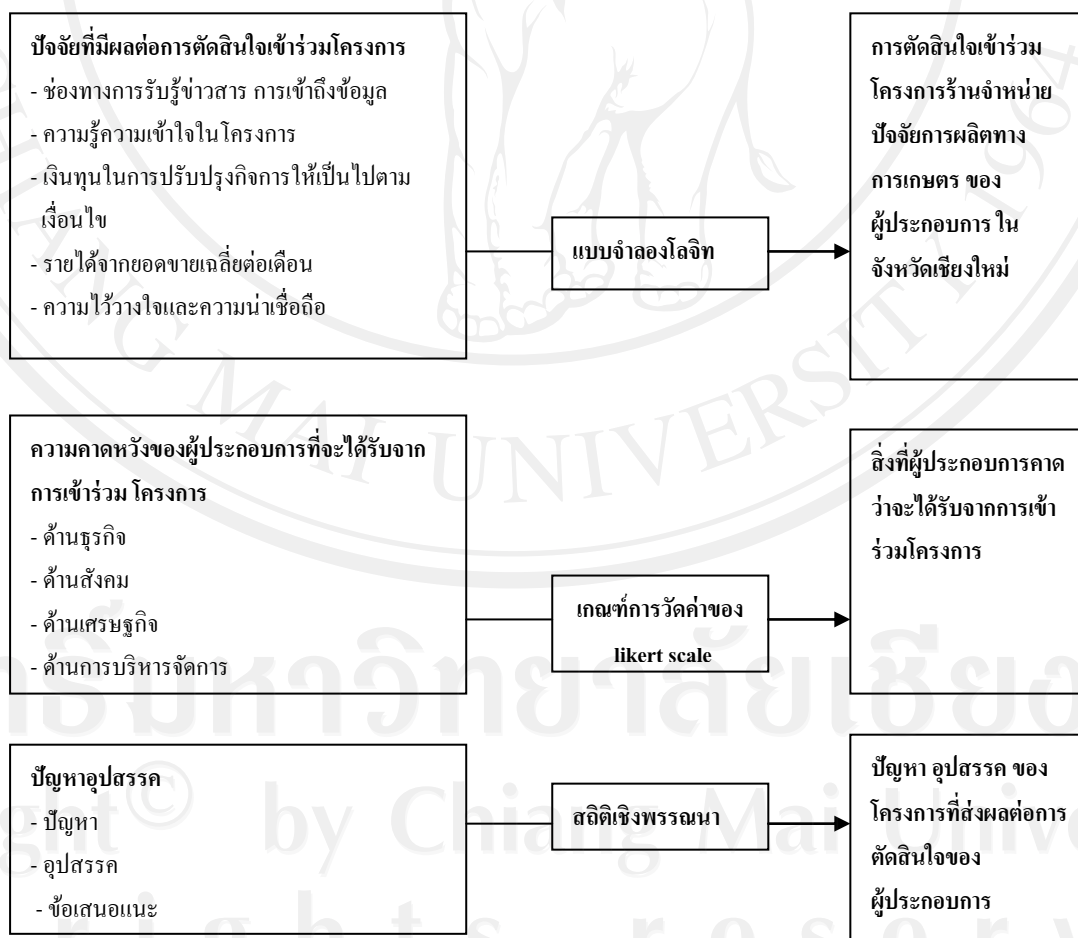 ปัจจัยที่มีผลต่อการตัดสินใจเข้าร่วมโครงการ
- ช่องทางการรับรู้ข่าวสาร การเข้าถึงข้อมูล
- ความรู้ความเข้าใจในโครงการ
- เงินทุนในการปรับปรุงกิจการให้เป็นไปตาม
เงื่อนไข
- รายได้จากยอดขายเฉลี่ยต่อเดือน
- ความไว้วางใจและความน่าเชื่อถือ
แบบจำลองโลจิท
การตัดสินใจเข้าร่วม
โครงการร้านจำหน่าย
ปัจจัยการผลิตทาง
การเกษตร ของ
ผู้ประกอบการ ใน
จังหวัดเชียงใหม่
ความคาดหวังของผู้ประกอบการที่จะได้รับจาก
การเข้าร่วม โครงการ
- ด้านธุรกิจ
- ด้านสังคม
- ด้านเศรษฐกิจ
- ด้านการบริหารจัดการ
เกณฑ์การวัดค่าของ
likert scale
สิ่งที่ผู้ประกอบการคาด
ว่าจะได้รับจากการเข้า
ร่วมโครงการ
ปัญหาอุปสรรค
- ปัญหา
- อุปสรรค
- ข้อเสนอแนะ
สถิติเชิงพรรณนา
ปัญหา อุปสรรค ของ
โครงการที่ส่งผลต่อการ
ตัดสินใจของ
ผู้ประกอบการ
ANG MAI UNIVERSITY 1964
ิมหาวิทยาลัยเชียง
ght© by Chiang Mai Unive
rights reserv